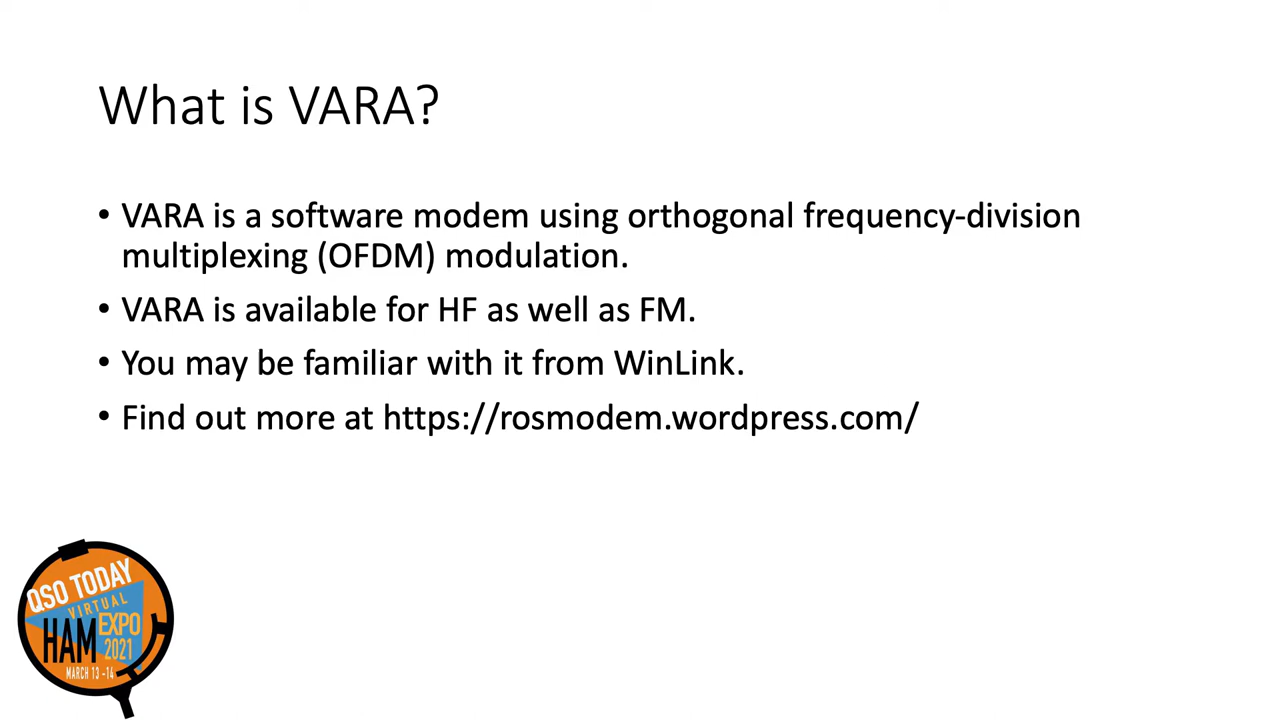 What is VARA?
• VARA is a software modem using orthogonal frequency-division
multiplexing (OFDM) modulation.
• VARA is available for HF as well as FM.
• You may be familiar with it from WinLink.
• Find out more at https://rosmodem.wordpress.com/
QSO TODAY
VIRTUAL
HAM EXPO
2021
MARCH 13-14